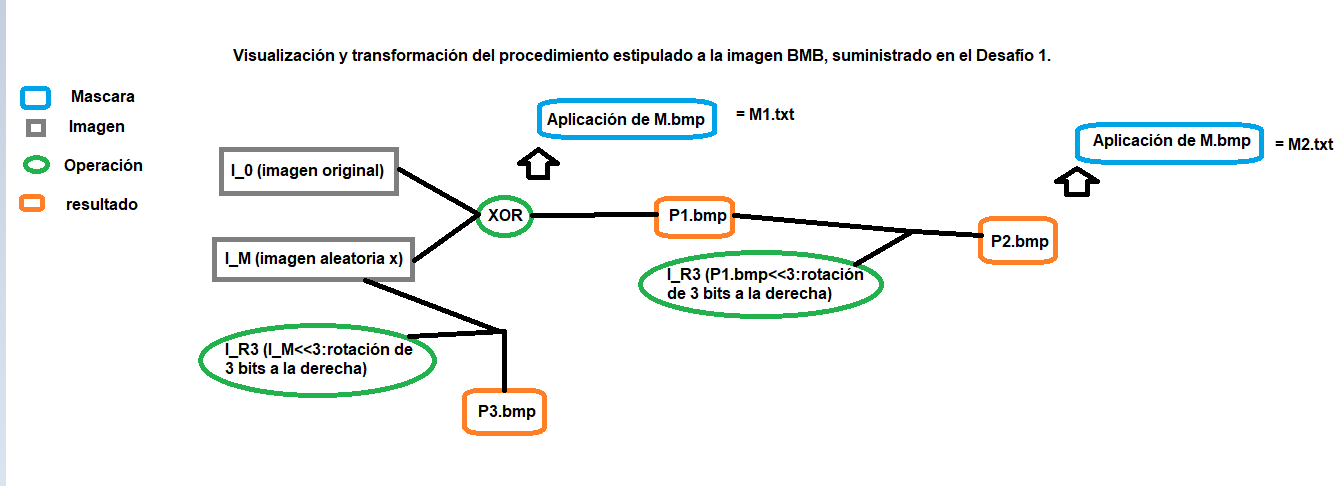 Visualización y transformación del procedimiento estipulado a la imagen BMB, suministrado en el Desafío 1.
Mascara
Imagen
Operación
resultado
Aplicación de M.bmp
= M1.txt
Aplicación de M.bmp
= M2.txt
I_0 (imagen original)
XOR
P1.bmp
P2.bmp
I_M (imagen aleatoria x)
I_R3 (P1.bmp<<3:rotación
de 3 bits a la derecha)
I_R3 (I_M<<3:rotación de
3 bits a la derecha)
P3.bmp